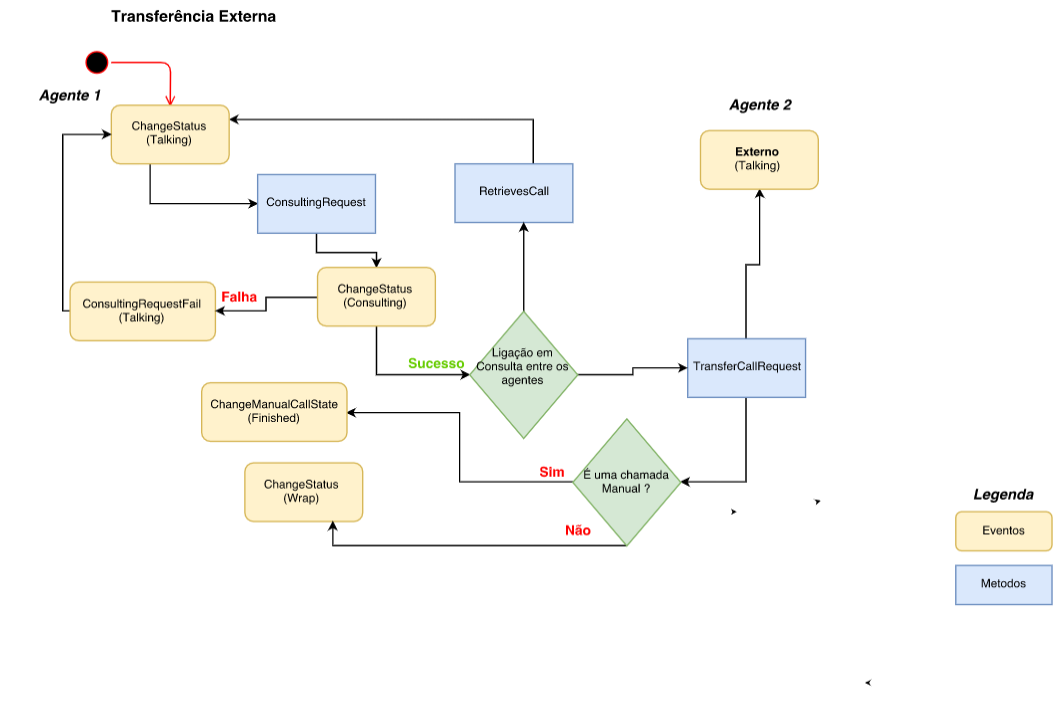 Transferência Externa
Agente 1
Agente 2
ChangeStatus
(Talking)
Externo
(Talking)
ConsultingRequest
RetrievesCall
ChangeStatus
(Consulting)
Falha
ConsultingRequestFail
(Talking)
Sucesso
Ligação em
Consulta entre os
agentes
TransferCallRequest
ChangeManualCallState
(Finished)
Sim
É uma chamada
Manual ?
ChangeStatus
(Wrap)
Não
Legenda
Eventos
Metodos